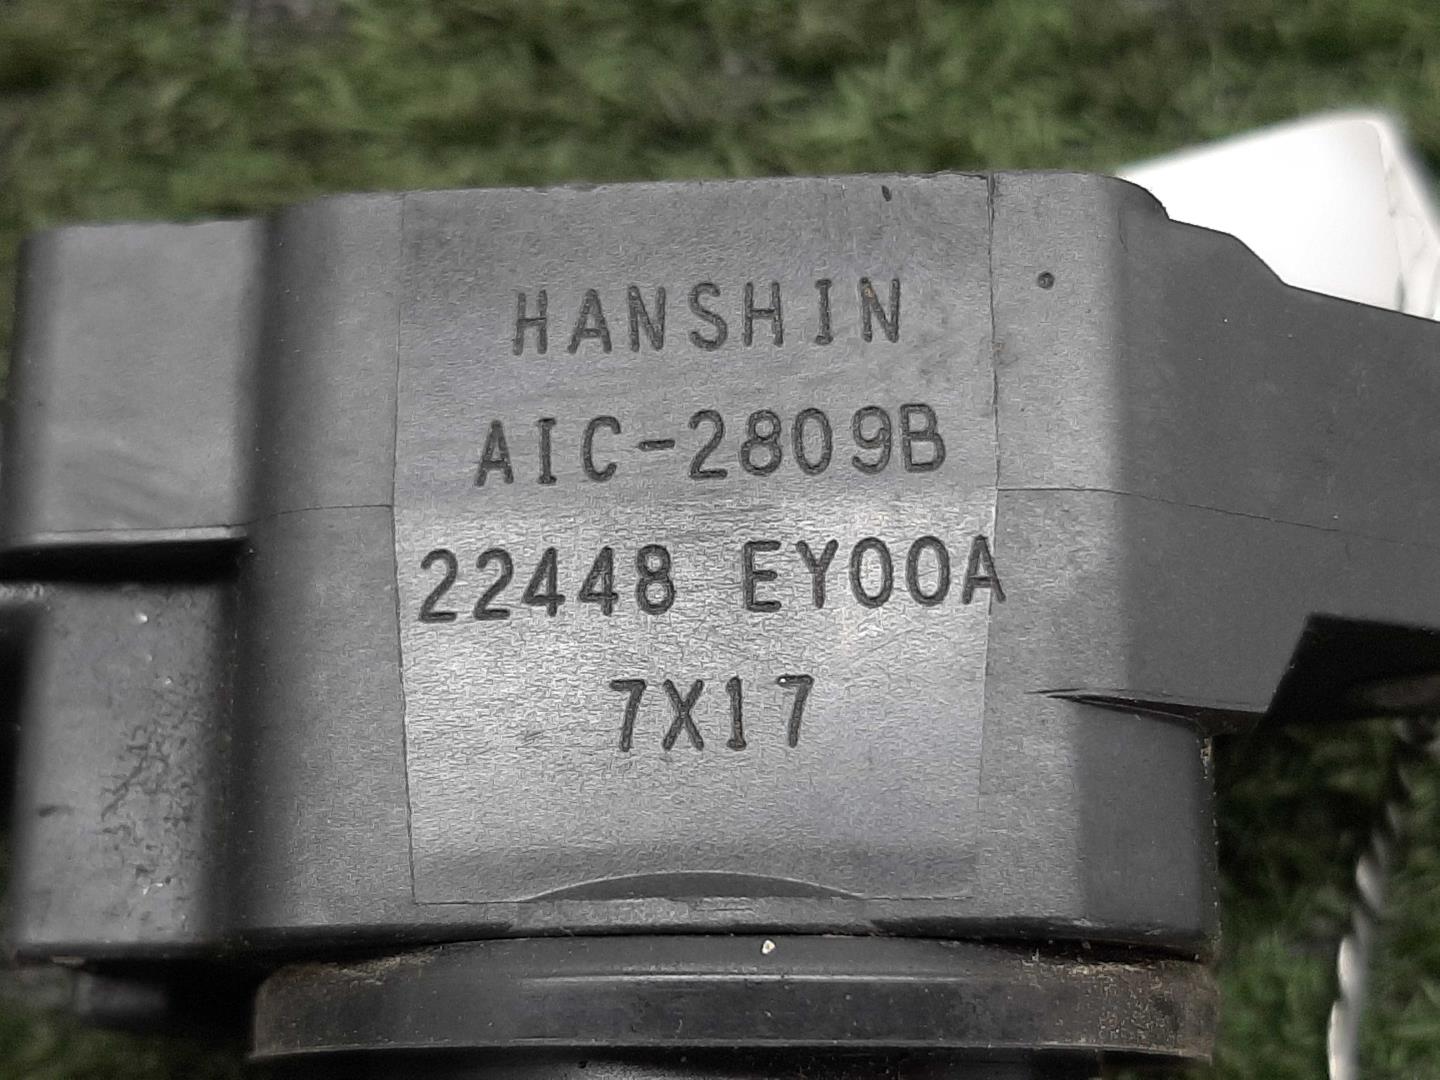 HANSHIN
AIC-2809B
22448 EY00A
7X17